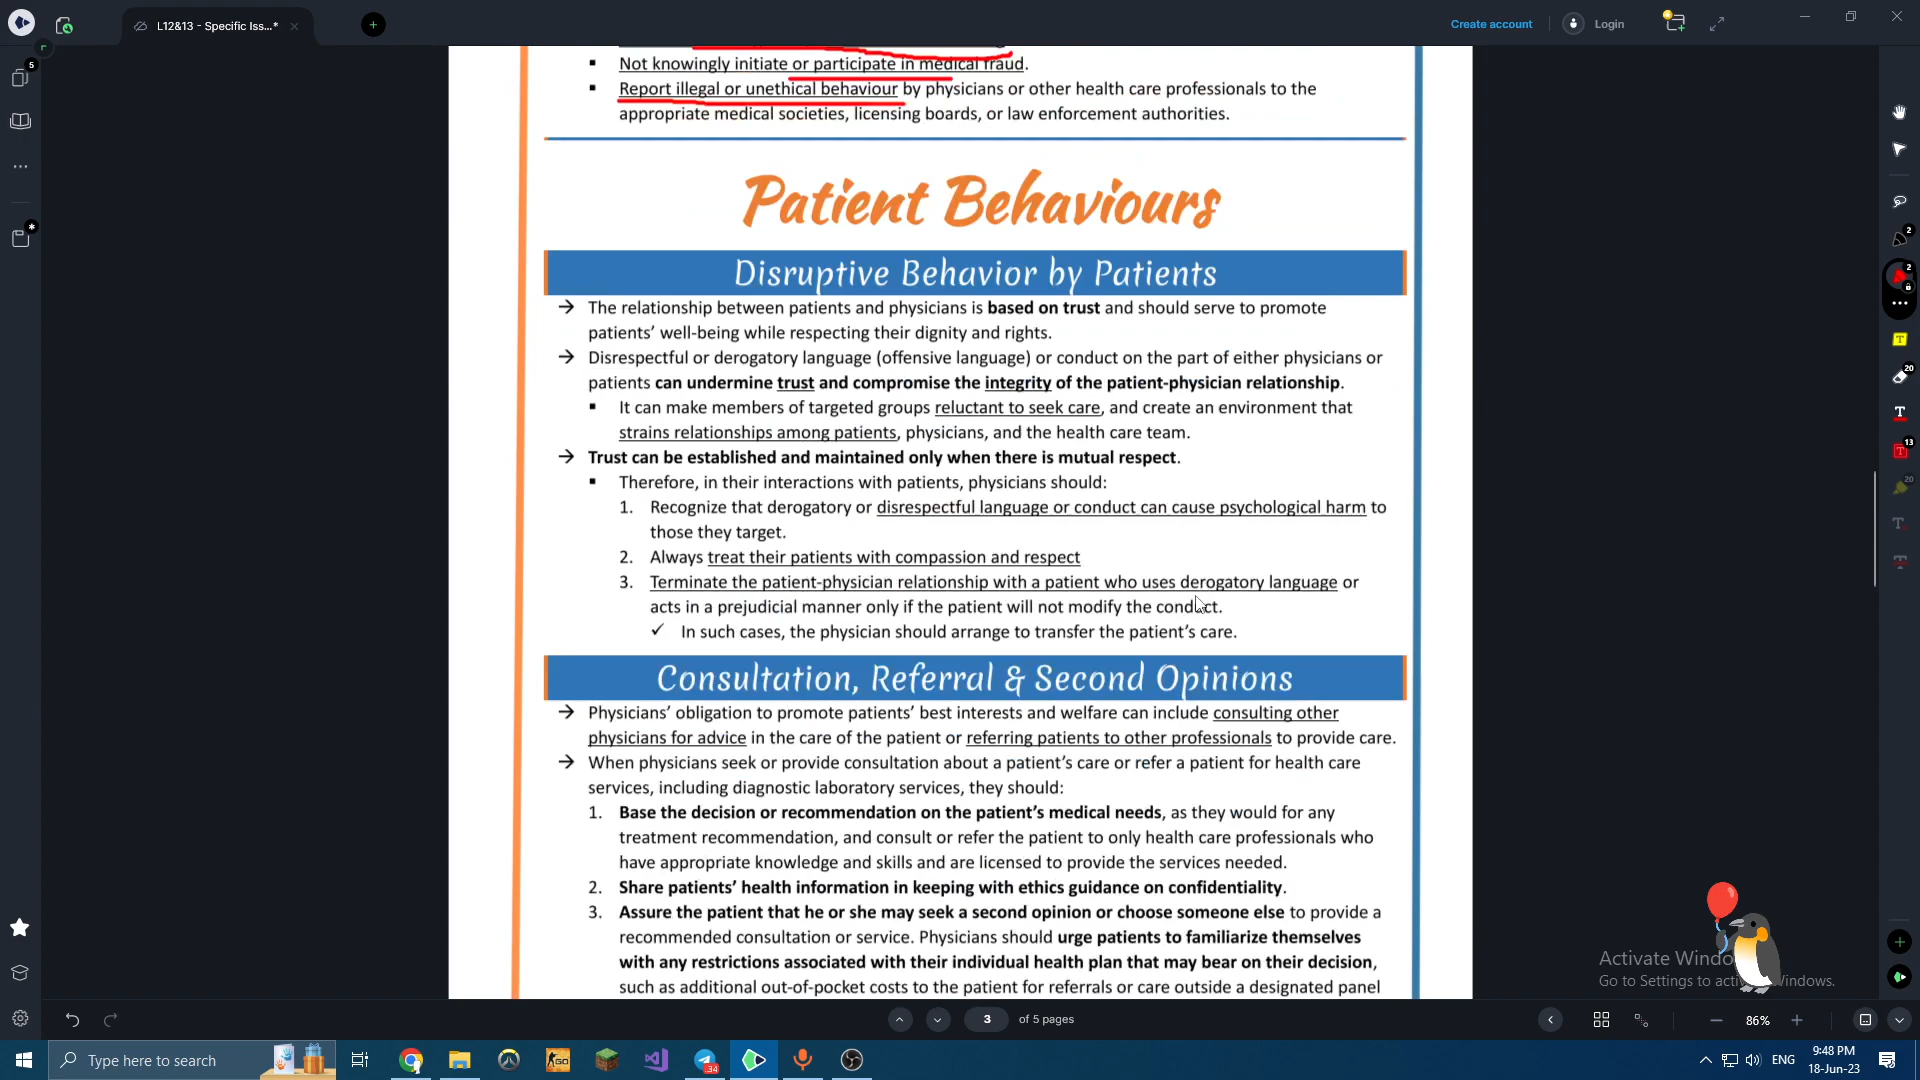 L12&13 - Specific Iss...*
Create account
Login
Not knowingly initiate or participate in medical fraud.
Report illegal or unethical behaviour by physicians or other health care professionals to the
appropriate medical societies, licensing boards, or law enforcement authorities.
Patient Behaviours
Disruptive Behavior by Patients
→ The relationship between patients and physicians is based on trust and should serve to promote
patients’ well-being while respecting their dignity and rights.
→ Disrespectful or derogatory language (offensive language) or conduct on the part of either physicians or
patients can undermine trust and compromise the integrity of the patient-physician relationship.
▪ It can make members of targeted groups reluctant to seek care, and create an environment that
strains relationships among patients, physicians, and the health care team.
→ Trust can be established and maintained only when there is mutual respect.
▪ Therefore, in their interactions with patients, physicians should:
1. Recognize that derogatory or disrespectful language or conduct can cause psychological harm to
those they target.
2. Always treat their patients with compassion and respect
3. Terminate the patient-physician relationship with a patient who uses derogatory language or
acts in a prejudicial manner only if the patient will not modify the conduct.
✓ In such cases, the physician should arrange to transfer the patient’s care.
Consultation, Referral & Second Opinions
→ Physicians’ obligation to promote patients’ best interests and welfare can include consulting other
physicians for advice in the care of the patient or referring patients to other professionals to provide care.
→ When physicians seek or provide consultation about a patient’s care or refer a patient for health care
services, including diagnostic laboratory services, they should:
1. Base the decision or recommendation on the patient’s medical needs, as they would for any
treatment recommendation, and consult or refer the patient to only health care professionals who
have appropriate knowledge and skills and are licensed to provide the services needed.
2. Share patients’ health information in keeping with ethics guidance on confidentiality.
3. Assure the patient that he or she may seek a second opinion or choose someone else to provide a
recommended consultation or service. Physicians should urge patients to familiarize themselves
with any restrictions associated with their individual health plan that may bear on their decision,
such as additional out-of-pocket costs to the patient for referrals or care outside a designated panel
Activate Windo
Go to Settings to acti Windows.
3 of 5 pages
86%
Type here to search
ENG
9:48 PM
18-Jun-23